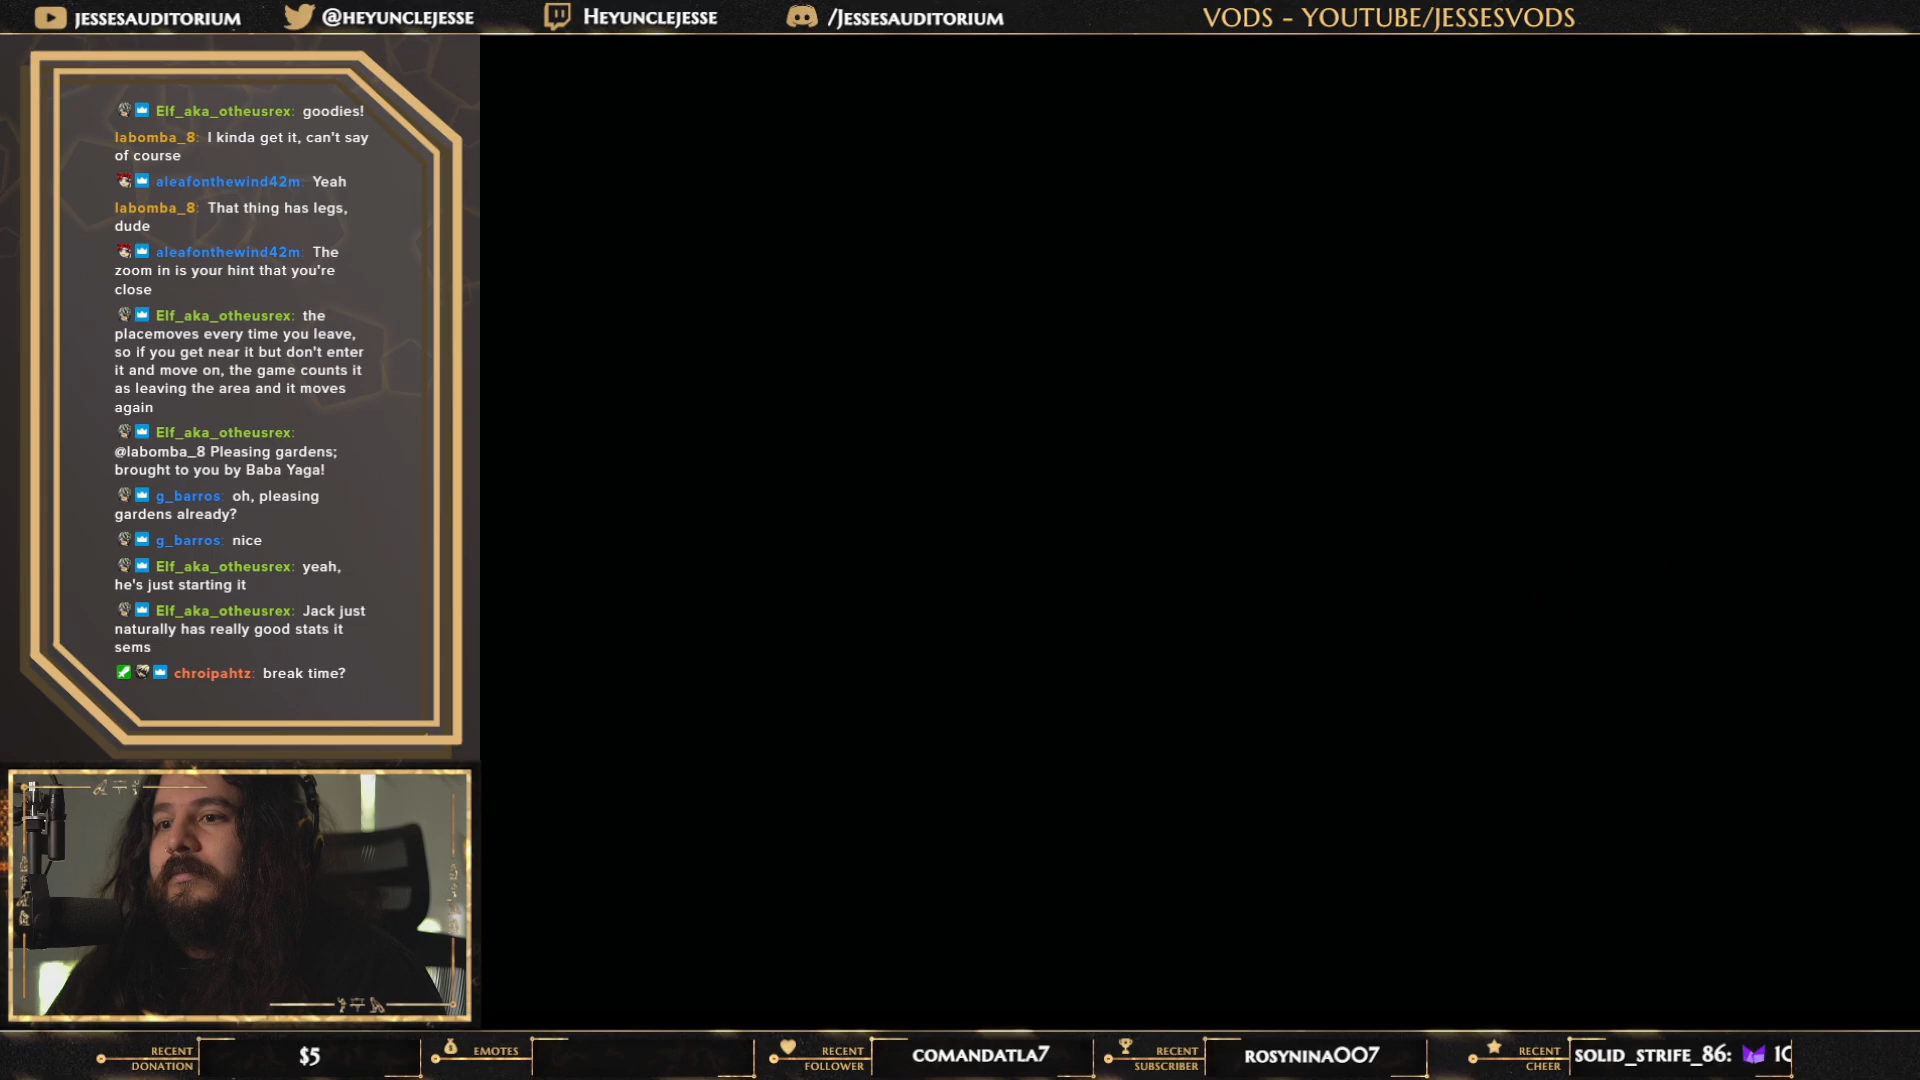 JESSESAUDITORIUM @HEYUNCLEJESSE HEYUNCLEJESSE /JESSESAUDITORIUM VODS - YOUTUBE/JESSESVODS
Elf_aka_otheusrex: goodies!
labomba_8: I kinda get it, can't say
of course
aleafonthewind42m: Yeah
labomba_8: That thing has legs,
dude
aleafonthewind42m: The
zoom in is your hint that you're
close
Elf_aka_otheusrex: the
placemoves every time you leave,
so if you get near it but don't enter
it and move on, the game counts it
as leaving the area and it moves
again
Elf_aka_otheusrex:
@labomba_8 Pleasing gardens;
brought to you by Baba Yaga!
g_barros: oh, pleasing
gardens already?
g_barros: nice
Elf_aka_otheusrex: yeah,
he's just starting it
Elf_aka_otheusrex: Jack just
naturally has really good stats it
sems
chroipahtz: break time?
RECENT
DONATION
$5
EMOTES
RECENT
FOLLOWER
COMANDATLA7
RECENT
SUBSCRIBER
ROSYNINA007
RECENT
CHEER
SOLID_STRIFE_86: